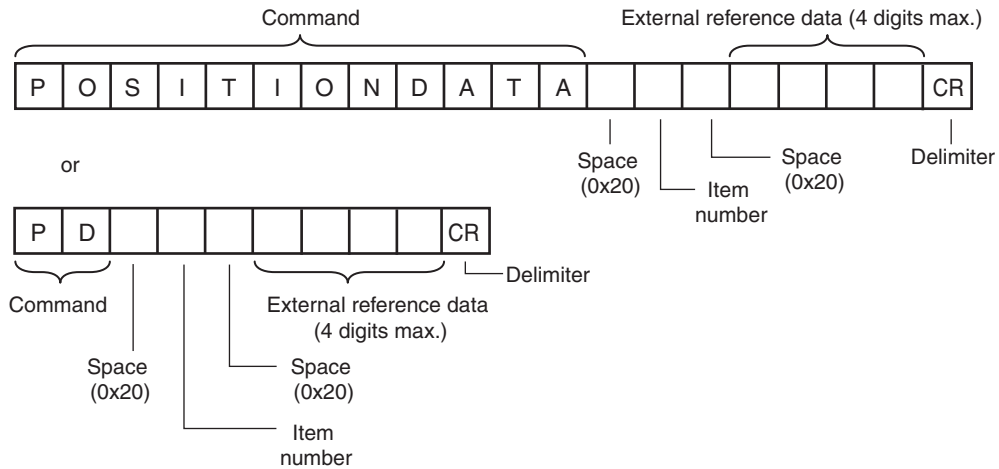 Command
External reference data (4 digits max.)
P O S I T I O N D A T A CR
Space
(0x20)
Item
number
Space
(0x20)
Delimiter
or
P D CR
Delimiter
Command
External reference data
(4 digits max.)
Space
(0x20)
Space
(0x20)
Item
number